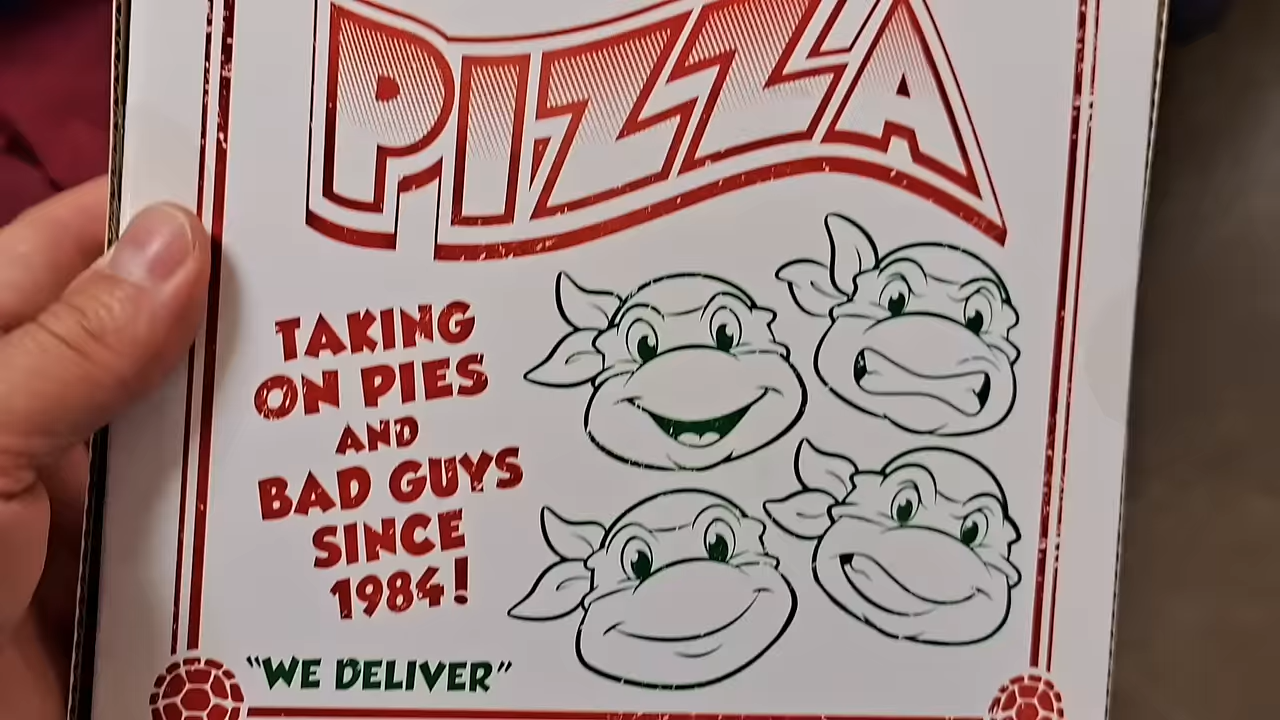 PIZZA
TAKING
ON PIES
AND
BAD GUYS
SINCE
1984!
"WE DELIVER"